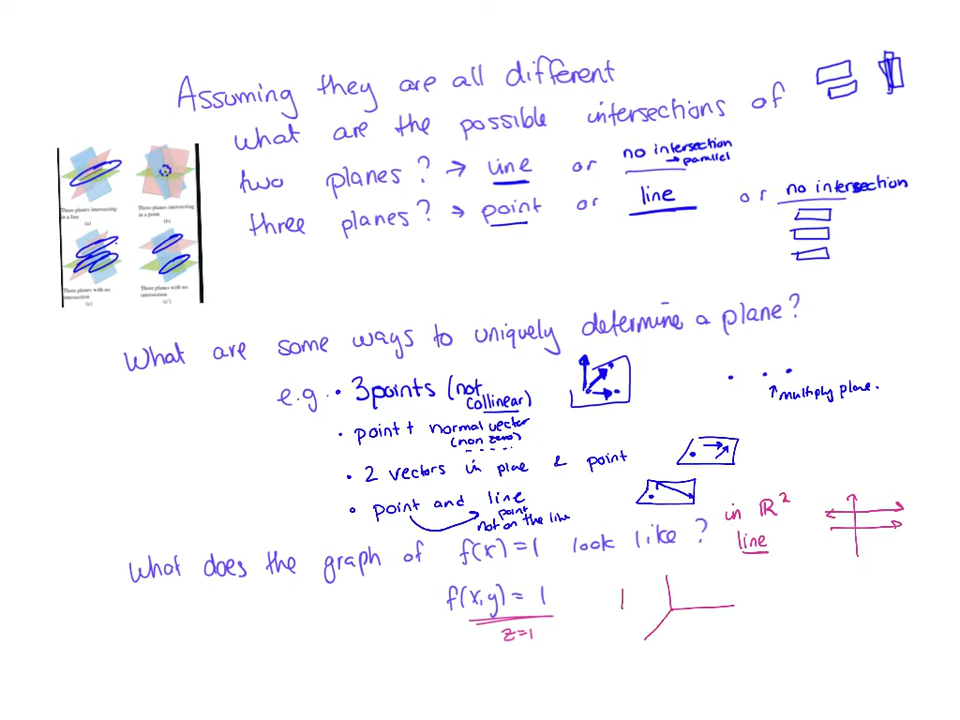 Assuming they are all different
what are the possible intersections of
two planes? → line or no intersection
→ parallel
three planes? → point or line or no intersection
Three planes intersecting
in a line
(a)
Three planes intersecting
in a point
(b)
Three planes with no
intersection
(c)
Three planes with no
intersection
(c')
What are some ways to uniquely determine a plane?
e.g. • 3 points (not
collinear)
↑ multiply plane.
• point + normal vector
(non zero)
• 2 vectors in plane & point
• point and line
point
not on the line
What does the graph of f(x) = 1 look like?
in ℝ²
line
f(x,y) = 1
z=1
1